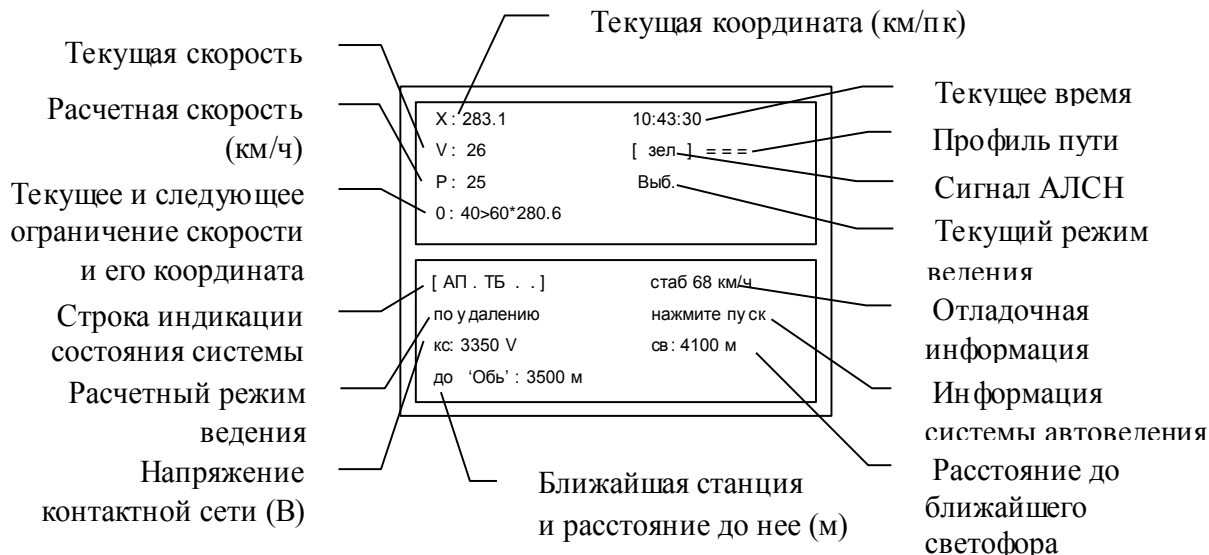 Текущая координата (км/пк)
Текущая скорость
Расчетная скорость
(км/ч)
Текущее и следующее
ограничение скорости
и его координата
Строка индикации
состояния системы
Расчетный режим
ведения
Напряжение
контактной сети (В)
X : 283.1 10:43:30
V : 26 [ зел ] = = =
P : 25 Выб.
0 : 40>60*280.6
[ АП . ТБ . . ] стаб 68 км/ч
по удалению нажмите пуск
кс: 3350 V св: 4100 м
до ‘Обь’ : 3500 м
Текущее время
Профиль пути
Сигнал АЛСН
Текущий режим
ведения
Отладочная
информация
Информация
системы автоведения
Расстояние до
ближайшего
светофора
Ближайшая станция
и расстояние до нее (м)